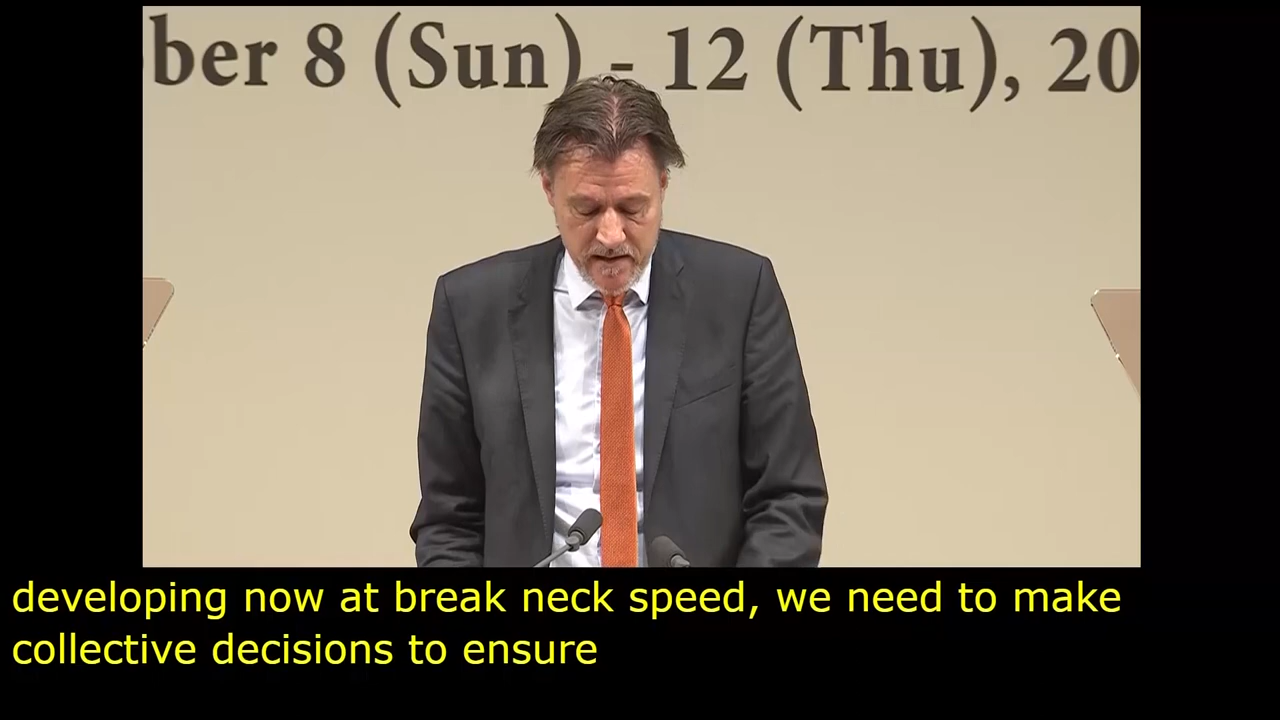 ber 8 (Sun) - 12 (Thu), 20
developing now at break neck speed, we need to make
collective decisions to ensure